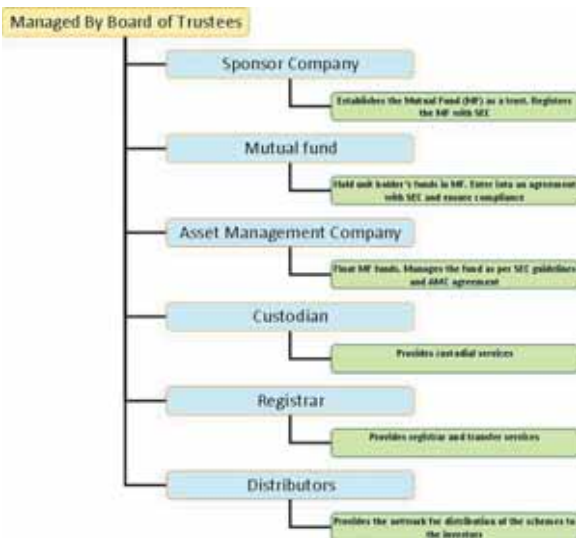 Managed By Board of Trustees
Sponsor Company
Establishes the Mutual Fund (MF) as a trust. Registers
the MF with SEC
Mutual fund
Hold unit holder's funds in MF. Enter into an agreement
with SEC and ensure compliance
Asset Management Company
Float MF funds. Manages the fund as per SEC guidelines
and AMC agreement
Custodian
Provides custodial services
Registrar
Provides registrar and transfer services
Distributors
Provides the network for distribution of the schemes to
the investors